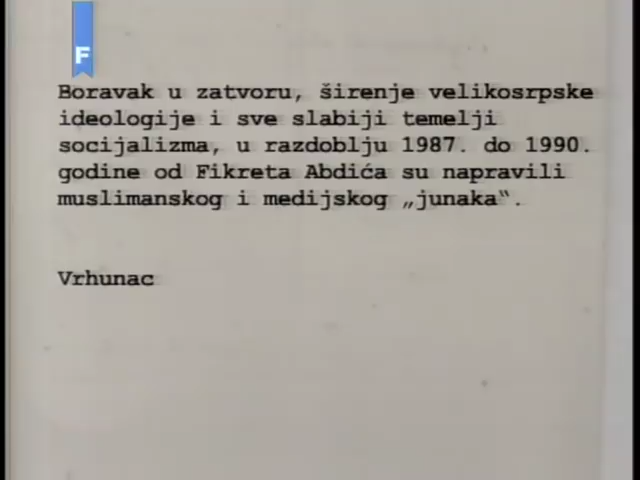 F
Boravak u zatvoru, širenje velikosrpske
ideologije i sve slabiji temelji
socijalizma, u razdoblju 1987. do 1990.
godine od Fikreta Abdića su napravili
muslimanskog i medijskog „junaka“.
Vrhunac